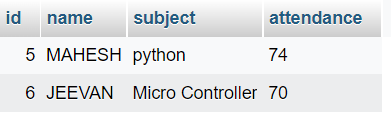 id name subject attendance
5 MAHESH python 74
6 JEEVAN Micro Controller 70